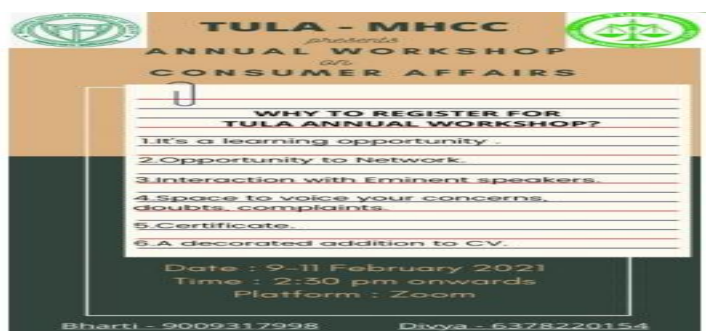 TULA - MHCC
presents
ANNUAL WORKSHOP
on
CONSUMER AFFAIRS
WHY TO REGISTER FOR
TULA ANNUAL WORKSHOP?
1.It's a learning opportunity .
2.Opportunity to Network.
3.Interaction with Eminent speakers.
4.Space to voice your concerns,
doubts, complaints.
5.Certificate.
6.A decorated addition to CV.
Date : 9-11 February 2021
Time : 2:30 pm onwards
Platform : Zoom
Bharti - 9009317998 Divya - 6378220154